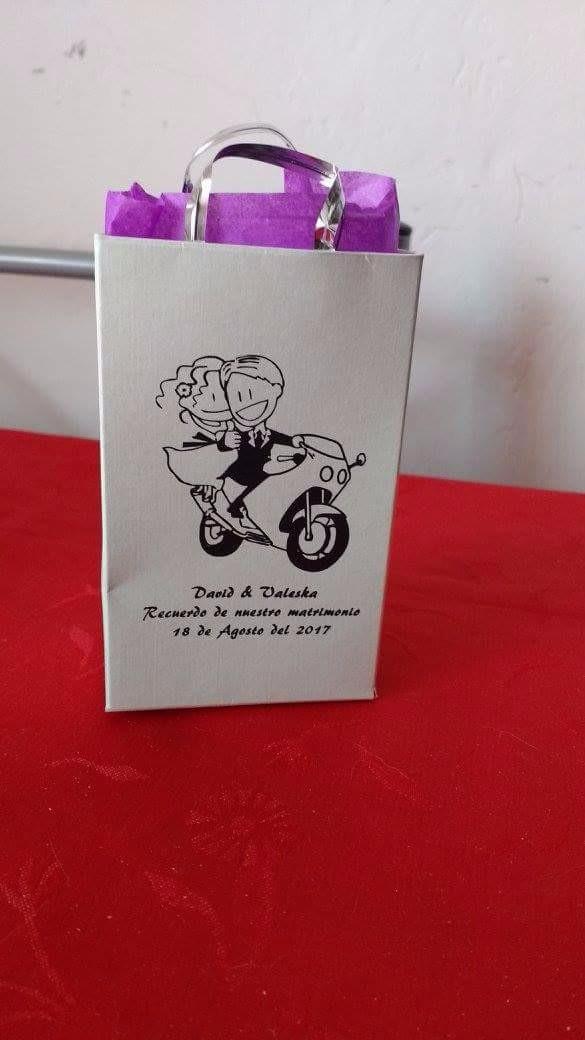 David & Valeska
Recuerdo de nuestro matrimonio
18 de Agosto del 2017